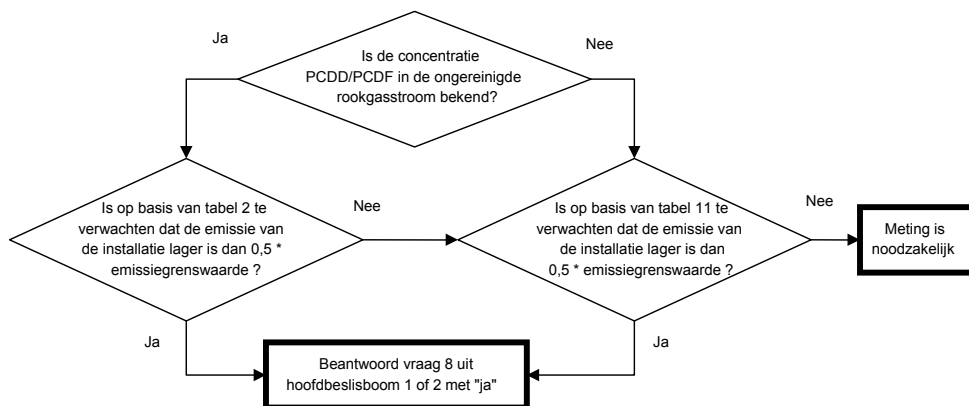 Ja
Nee
Is de concentratie
PCDD/PCDF in de ongereinigde
rookgasstroom bekend?
Is op basis van tabel 2 te
verwachten dat de emissie van
de installatie lager is dan 0,5 *
emissiegrenswaarde ?
Nee
Is op basis van tabel 11 te
verwachten dat de emissie van
de installatie lager is dan
0,5 * emissiegrenswaarde ?
Nee
Meting is
noodzakelijk
Ja
Ja
Beantwoord vraag 8 uit
hoofdbeslisboom 1 of 2 met "ja"